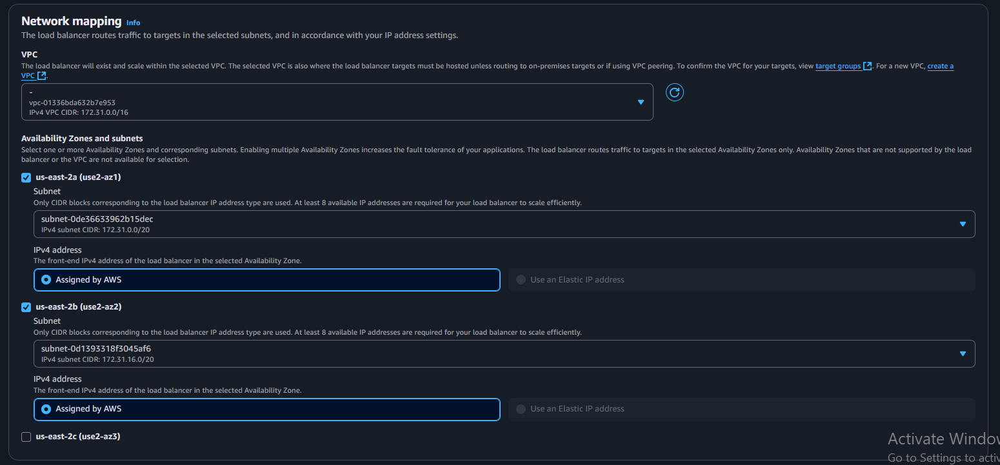 Network mapping Info
The load balancer routes traffic to targets in the selected subnets, and in accordance with your IP address settings.
VPC
The load balancer will exist and scale within the selected VPC. The selected VPC is also where the load balancer targets must be hosted unless routing to on-premises targets or if using VPC peering. To confirm the VPC for your targets, view target groups. For a new VPC, create a
VPC.
-
vpc-01336bda632b7e953
IPv4 VPC CIDR: 172.31.0.0/16
Availability Zones and subnets
Select one or more Availability Zones and corresponding subnets. Enabling multiple Availability Zones increases the fault tolerance of your applications. The load balancer routes traffic to targets in the selected Availability Zones only. Availability Zones that are not supported by the load
balancer or the VPC are not available for selection.
us-east-2a (use2-az1)
Subnet
Only CIDR blocks corresponding to the load balancer IP address type are used. At least 8 available IP addresses are required for your load balancer to scale efficiently.
subnet-0de36633962b15dec
IPv4 subnet CIDR: 172.31.0.0/20
IPv4 address
The front-end IPv4 address of the load balancer in the selected Availability Zone.
Assigned by AWS
Use an Elastic IP address
us-east-2b (use2-az2)
Subnet
Only CIDR blocks corresponding to the load balancer IP address type are used. At least 8 available IP addresses are required for your load balancer to scale efficiently.
subnet-0d1393318f3045af6
IPv4 subnet CIDR: 172.31.16.0/20
IPv4 address
The front-end IPv4 address of the load balancer in the selected Availability Zone.
Assigned by AWS
Use an Elastic IP address
us-east-2c (use2-az3)
Activate Window
Go to Settings to activ